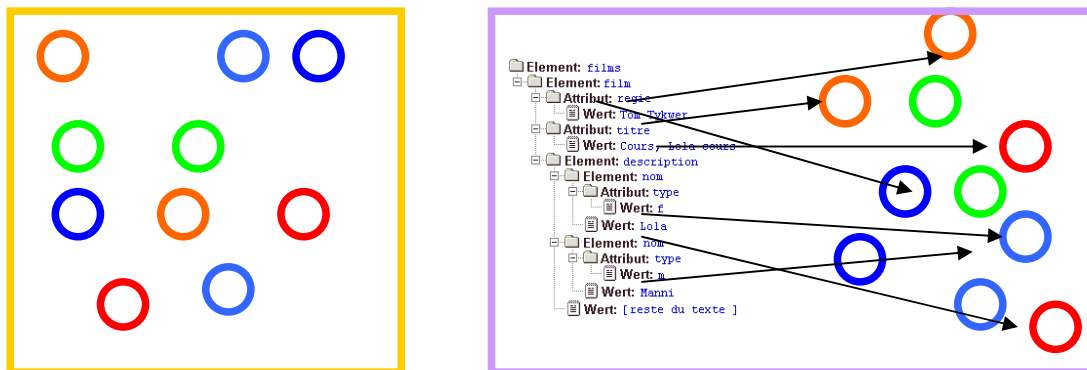 Element: films
Element: film
Attribut: regie
Wert: Tom Tykwer
Attribut: titre
Wert: Cours, Lola cours
Element: description
Element: nom
Attribut: type
Wert: f
Wert: Lola
Element: nom
Attribut: type
Wert: m
Wert: Manni
Wert: [reste du texte ]